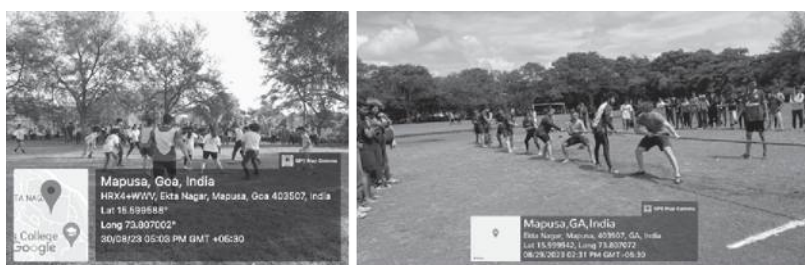 GPS Map Camera
Mapusa, Goa, India
HRX4+WWV, Ekta Nagar, Mapusa, Goa 403507, India
Lat 15.599588°
Long 73.807002°
30/08/23 05:03 PM GMT +05:30
TA NAG
College
Google
GPS Map Camera
Mapusa,GA,India
Ekta Nagar, Mapusa, 403507, GA, India
Lat 15.599942, Long 73.807072
08/29/2023 02:31 PM GMT+05:30